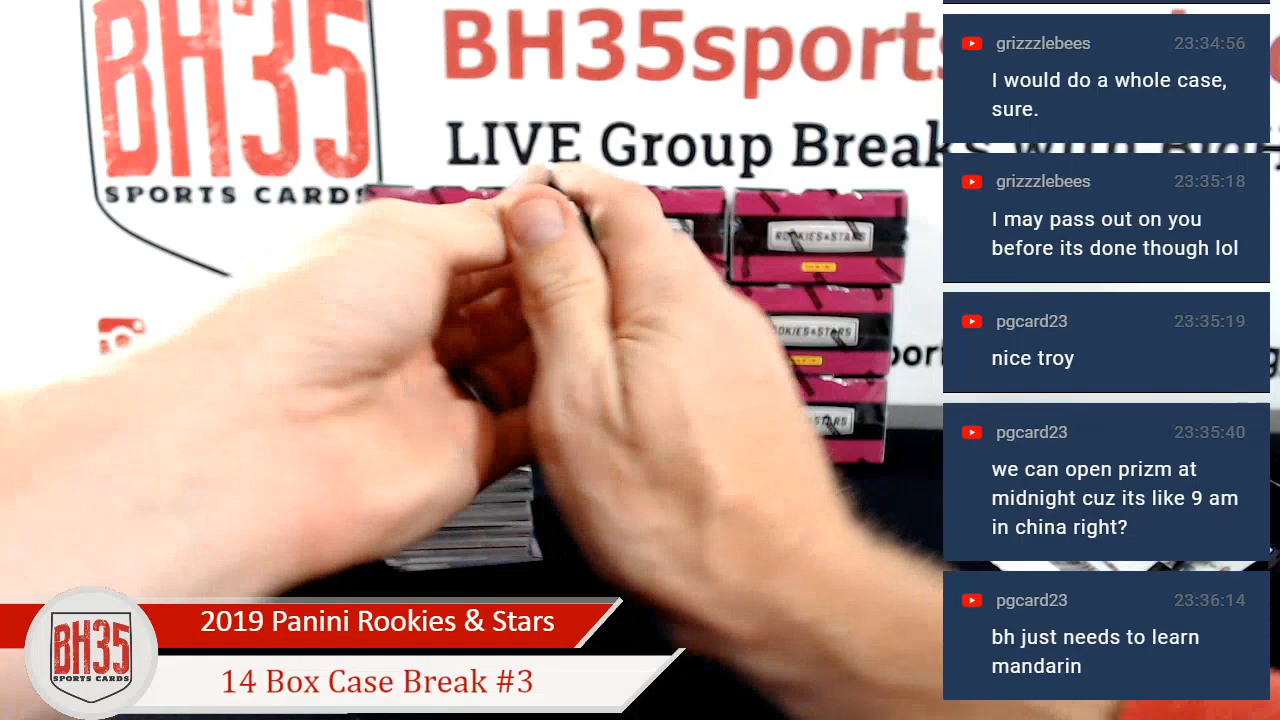 BH35
SPORTS CARDS
BH35sports
LIVE Group Breaks with
ROOKIES&STARS
OKIES&STARS
STARS
grizzzlebees 23:34:56
I would do a whole case,
sure.
grizzzlebees 23:35:18
I may pass out on you
before its done though lol
pgcard23 23:35:19
nice troy
pgcard23 23:35:40
we can open prizm at
midnight cuz its like 9 am
in china right?
pgcard23 23:36:14
bh just needs to learn
mandarin
BH35
SPORTS CARDS
2019 Panini Rookies & Stars
14 Box Case Break #3